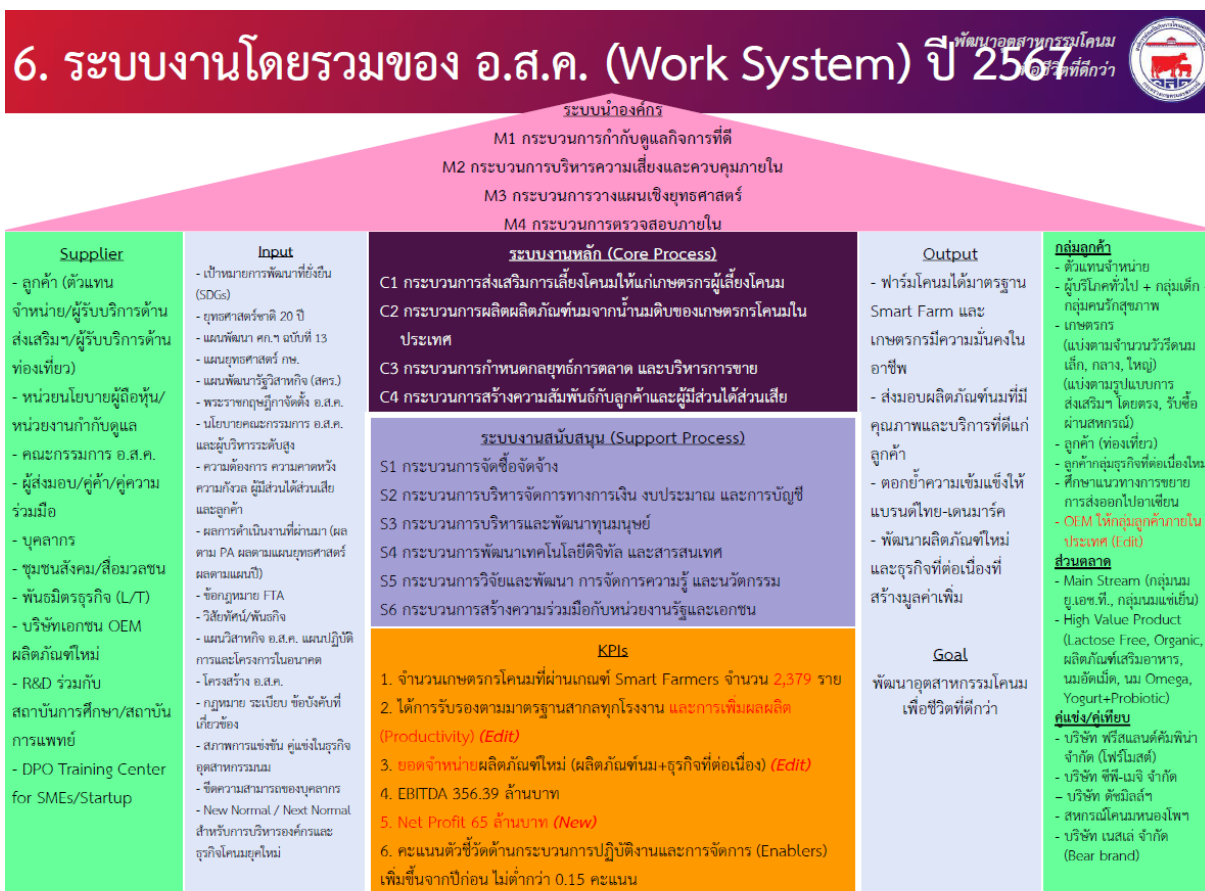 6. ระบบงานโดยรวมของ อ.ส.ค. (Work System) ปี 2567
พัฒนาอุตสาหกรรมโคนม
เพื่อชีวิตที่ดีกว่า
ระบบนำองค์กร
M1 กระบวนการกำกับดูแลกิจการที่ดี
M2 กระบวนการบริหารความเสี่ยงและควบคุมภายใน
M3 กระบวนการวางแผนเชิงยุทธศาสตร์
M4 กระบวนการตรวจสอบภายใน
Supplier
- ลูกค้า (ตัวแทน
จำหน่าย/ผู้รับบริการด้าน
ส่งเสริมฯ/ผู้รับบริการด้าน
ท่องเที่ยว)
- หน่วยนโยบายผู้ถือหุ้น/
หน่วยงานกำกับดูแล
- คณะกรรมการ อ.ส.ค.
- ผู้ส่งมอบ/คู่ค้า/คู่ความ
ร่วมมือ
- บุคลากร
- ชุมชนสังคม/สื่อมวลชน
- พันธมิตรธุรกิจ (L/T)
- บริษัทเอกชน OEM
ผลิตภัณฑ์ใหม่
- R&D ร่วมกับ
สถาบันการศึกษา/สถาบัน
การแพทย์
- DPO Training Center
for SMEs/Startup
Input
- เป้าหมายการพัฒนาที่ยั่งยืน
(SDGs)
- ยุทธศาสตร์ชาติ 20 ปี
- แผนพัฒนา ศก.ฯ ฉบับที่ 13
- แผนยุทธศาสตร์ กษ.
- แผนพัฒนารัฐวิสาหกิจ (สคร.)
- พระราชกฤษฎีกาจัดตั้ง อ.ส.ค.
- นโยบายคณะกรรมการ อ.ส.ค.
และผู้บริหารระดับสูง
- ความต้องการ ความคาดหวัง
ความกังวล ผู้มีส่วนได้ส่วนเสีย
และลูกค้า
- ผลการดำเนินงานที่ผ่านมา (ผล
ตาม PA ผลตามแผนยุทธศาสตร์
ผลตามแผนปี)
- ข้อกฎหมาย FTA
- วิสัยทัศน์/พันธกิจ
- แผนวิสาหกิจ อ.ส.ค. แผนปฏิบัติ
การและโครงการในอนาคต
- โครงสร้าง อ.ส.ค.
- กฎหมาย ระเบียบ ข้อบังคับที่
เกี่ยวข้อง
- สภาพการแข่งขัน คู่แข่งในธุรกิจ
อุตสาหกรรมนม
- ขีดความสามารถของบุคลากร
- New Normal / Next Normal
สำหรับการบริหารองค์กรและ
ธุรกิจโคนมยุคใหม่
ระบบงานหลัก (Core Process)
C1 กระบวนการส่งเสริมการเลี้ยงโคนมให้แก่เกษตรกรผู้เลี้ยงโคนม
C2 กระบวนการผลิตผลิตภัณฑ์นมจากน้ำนมดิบของเกษตรกรโคนมใน
ประเทศ
C3 กระบวนการกำหนดกลยุทธ์การตลาด และบริหารการขาย
C4 กระบวนการสร้างความสัมพันธ์กับลูกค้าและผู้มีส่วนได้ส่วนเสีย
ระบบงานสนับสนุน (Support Process)
S1 กระบวนการจัดซื้อจัดจ้าง
S2 กระบวนการบริหารจัดการทางการเงิน งบประมาณ และการบัญชี
S3 กระบวนการบริหารและพัฒนาทุนมนุษย์
S4 กระบวนการพัฒนาเทคโนโลยีดิจิทัล และสารสนเทศ
S5 กระบวนการวิจัยและพัฒนา การจัดการความรู้ และนวัตกรรม
S6 กระบวนการสร้างความร่วมมือกับหน่วยงานรัฐและเอกชน
KPIs
1. จำนวนเกษตรกรโคนมที่ผ่านเกณฑ์ Smart Farmers จำนวน 2,379 ราย
2. ได้การรับรองตามมาตรฐานสากลทุกโรงงาน และการเพิ่มผลผลิต
(Productivity) (Edit)
3. ยอดจำหน่ายผลิตภัณฑ์ใหม่ (ผลิตภัณฑ์นม+ธุรกิจที่ต่อเนื่อง) (Edit)
4. EBITDA 356.39 ล้านบาท
5. Net Profit 65 ล้านบาท (New)
6. คะแนนตัวชี้วัดด้านกระบวนการปฏิบัติงานและการจัดการ (Enablers)
เพิ่มขึ้นจากปีก่อน ไม่ต่ำกว่า 0.15 คะแนน
Output
- ฟาร์มโคนมได้มาตรฐาน
Smart Farm และ
เกษตรกรมีความมั่นคงใน
อาชีพ
- ส่งมอบผลิตภัณฑ์นมที่มี
คุณภาพและบริการที่ดีแก่
ลูกค้า
- ตอกย้ำความเข้มแข็งให้
แบรนด์ไทย-เดนมาร์ค
- พัฒนาผลิตภัณฑ์ใหม่
และธุรกิจที่ต่อเนื่องที่
สร้างมูลค่าเพิ่ม
Goal
พัฒนาอุตสาหกรรมโคนม
เพื่อชีวิตที่ดีกว่า
กลุ่มลูกค้า
- ตัวแทนจำหน่าย
- ผู้บริโภคทั่วไป + กลุ่มเด็ก +
กลุ่มคนรักสุขภาพ
- เกษตรกร
(แบ่งตามจำนวนวัวรีดนม
เล็ก, กลาง, ใหญ่)
(แบ่งตามรูปแบบการ
ส่งเสริมฯ โดยตรง, รับซื้อ
ผ่านสหกรณ์)
- ลูกค้า (ท่องเที่ยว)
- ลูกค้ากลุ่มธุรกิจที่ต่อเนื่องใหม่
- ศึกษาแนวทางการขยาย
การส่งออกไปอาเซียน
- OEM ให้กลุ่มลูกค้าภายใน
ประเทศ (Edit)
ส่วนตลาด
- Main Stream (กลุ่มนม
ยู.เอช.ที., กลุ่มนมแช่เย็น)
- High Value Product
(Lactose Free, Organic,
ผลิตภัณฑ์เสริมอาหาร,
นมอัดเม็ด, นม Omega,
Yogurt+Probiotic)
คู่แข่ง/คู่เทียบ
- บริษัท ฟรีสแลนด์คัมพิน่า
จำกัด (โฟร์โมสต์)
- บริษัท ซีพี-เมจิ จำกัด
– บริษัท ดัชมิลล์ฯ
- สหกรณ์โคนมหนองโพฯ
- บริษัท เนสเล่ จำกัด
(Bear brand)